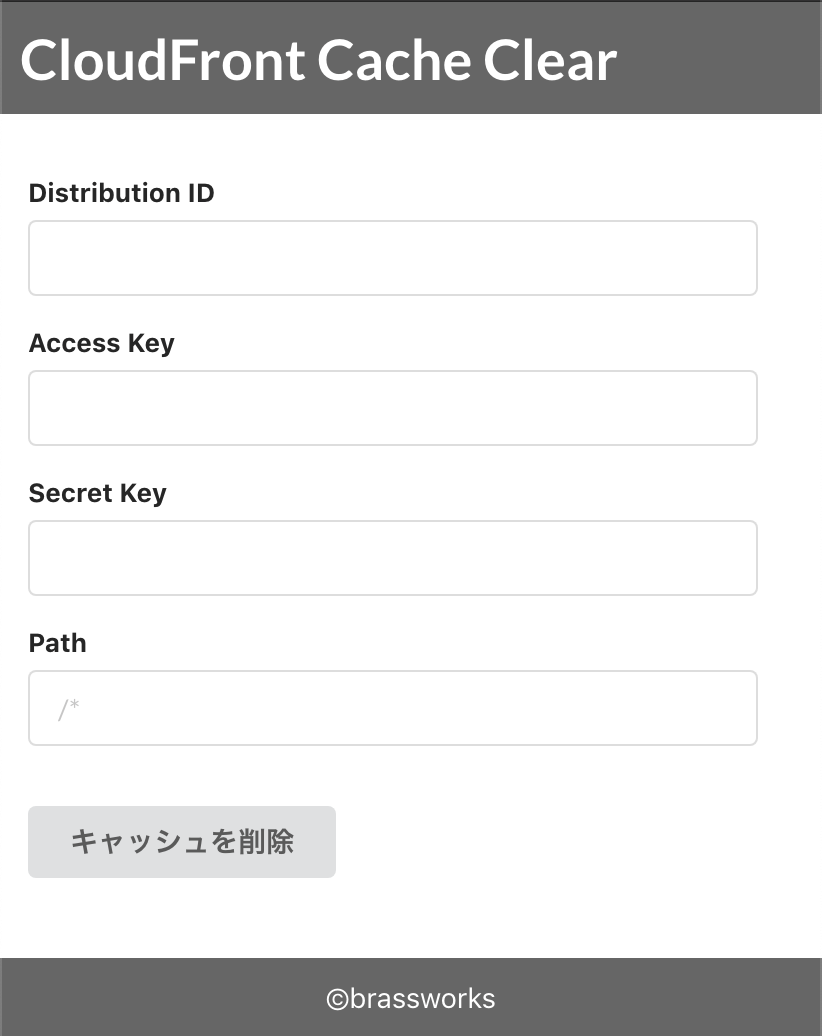 CloudFront Cache Clear
Distribution ID
Access Key
Secret Key
Path
/*
キャッシュを削除
©brassworks